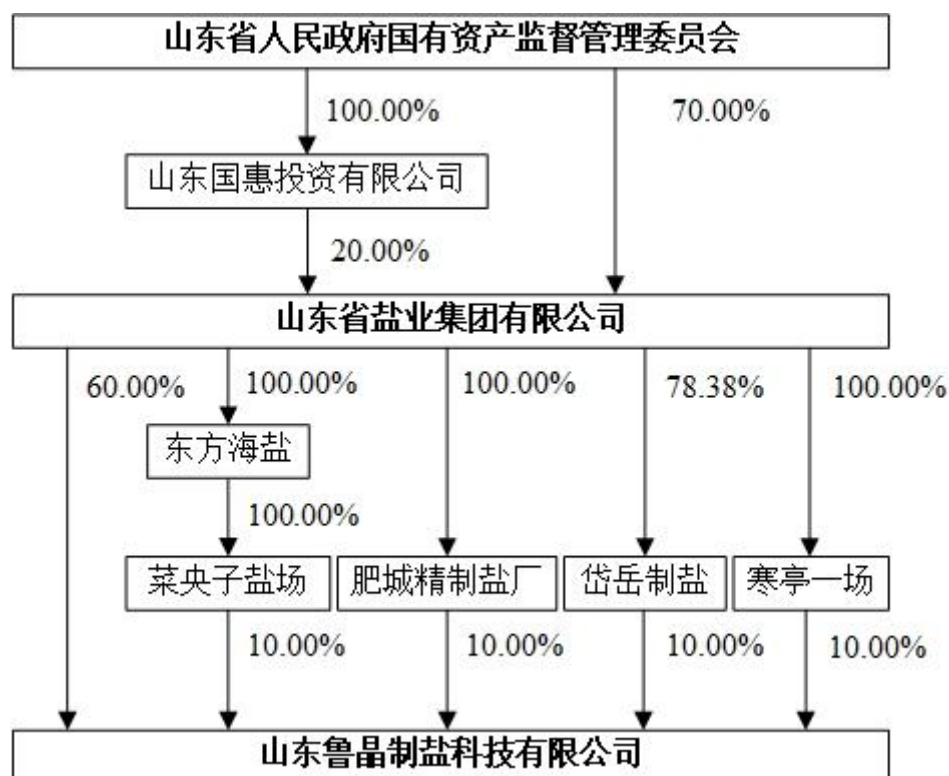 山东省人民政府国有资产监督管理委员会
100.00%
70.00%
山东国惠投资有限公司
20.00%
山东省盐业集团有限公司
60.00%
100.00%
100.00%
78.38%
100.00%
东方海盐
100.00%
菜央子盐场
肥城精制盐厂
岱岳制盐
寒亭一场
10.00%
10.00%
10.00%
10.00%
山东鲁晶制盐科技有限公司